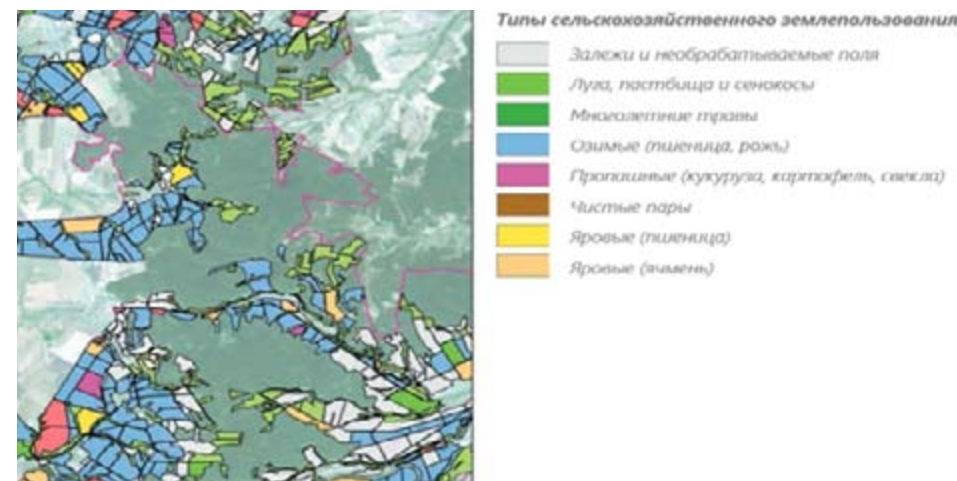 Типы сельскохозяйственного землепользования
Залежи и необрабатываемые поля
Луга, пастбища и сенокосы
Многолетние травы
Озимые (пшеница, рожь)
Пропашные (кукуруза, картофель, свекла)
Чистые пары
Яровые (пшеница)
Яровые (ячмень)